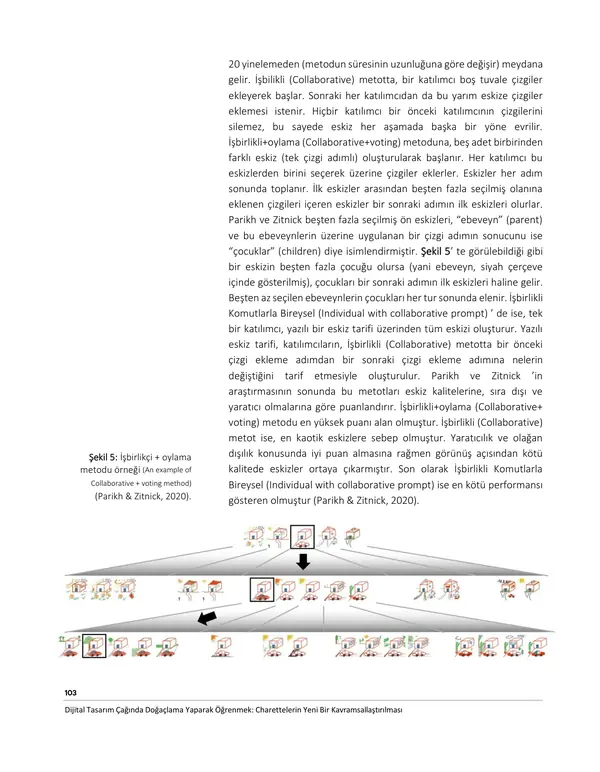 20 yinelemeden (metodun süresinin uzunluğuna göre değişir) meydana
gelir. İşbilikli (Collaborative) metotta, bir katılımcı boş tuvale çizgiler
ekleyerek başlar. Sonraki her katılımcıdan da bu yarım eskize çizgiler
eklemesi istenir. Hiçbir katılımcı bir önceki katılımcının çizgilerini
silemez, bu sayede eskiz her aşamada başka bir yöne evrilir.
İşbirlikli+oylama (Collaborative+voting) metoduna, beş adet birbirinden
farklı eskiz (tek çizgi adımlı) oluşturularak başlanır. Her katılımcı bu
eskizlerden birini seçerek üzerine çizgiler eklerler. Eskizler her adım
sonunda toplanır. İlk eskizler arasından beşten fazla seçilmiş olanına
eklenen çizgileri içeren eskizler bir sonraki adımın ilk eskizleri olurlar.
Parikh ve Zitnick beşten fazla seçilmiş ön eskizleri, “ebeveyn” (parent)
ve bu ebeveynlerin üzerine uygulanan bir çizgi adımın sonucunu ise
“çocuklar” (children) diye isimlendirmiştir. Şekil 5’ te görülebildiği gibi
bir eskizin beşten fazla çocuğu olursa (yani ebeveyn, siyah çerçeve
içinde gösterilmiş), çocukları bir sonraki adımın ilk eskizleri haline gelir.
Beşten az seçilen ebeveynlerin çocukları her tur sonunda elenir. İşbirlikli
Komutlarla Bireysel (Individual with collaborative prompt) ’ de ise, tek
bir katılımcı, yazılı bir eskiz tarifi üzerinden tüm eskizi oluşturur. Yazılı
eskiz tarifi, katılımcıların, İşbirlikli (Collaborative) metotta bir önceki
çizgi ekleme adımdan bir sonraki çizgi ekleme adımına nelerin
değiştiğini tarif etmesiyle oluşturulur. Parikh ve Zitnick ’in
araştırmasının sonunda bu metotları eskiz kalitelerine, sıra dışı ve
yaratıcı olmalarına göre puanlandırır. İşbirlikli+oylama (Collaborative+
voting) metodu en yüksek puanı alan olmuştur. İşbirlikli (Collaborative)
metot ise, en kaotik eskizlere sebep olmuştur. Yaratıcılık ve olağan
dışılık konusunda iyi puan almasına rağmen görünüş açısından kötü
kalitede eskizler ortaya çıkarmıştır. Son olarak İşbirlikli Komutlarla
Bireysel (Individual with collaborative prompt) ise en kötü performansı
gösteren olmuştur (Parikh & Zitnick, 2020).
Şekil 5: İşbirlikçi + oylama
metodu örneği (An example of
Collaborative + voting method)
(Parikh & Zitnick, 2020).
103
Dijital Tasarım Çağında Doğaçlama Yaparak Öğrenmek: Charettelerin Yeni Bir Kavramsallaştırılması